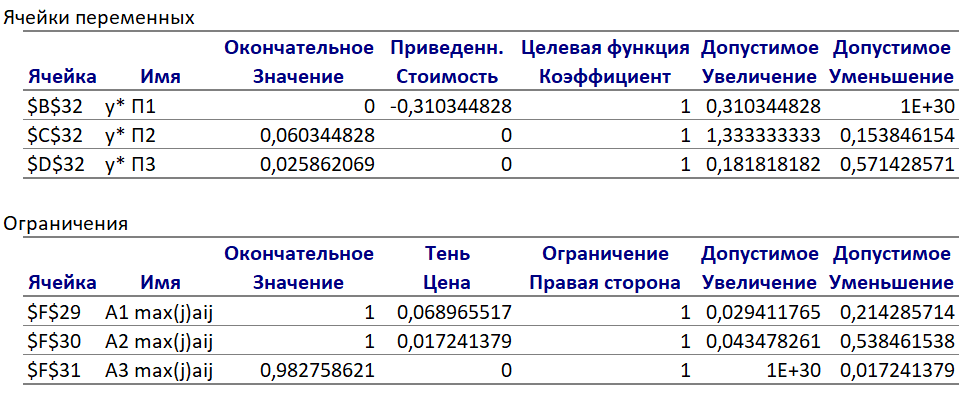 Ячейки переменных
Окончательное Приведенн. Целевая функция Допустимое Допустимое
Ячейка Имя Значение Стоимость Коэффициент Увеличение Уменьшение
$B$32 y* П1 0 -0,310344828 1 0,310344828 1E+30
$C$32 y* П2 0,060344828 0 1 1,333333333 0,153846154
$D$32 y* П3 0,025862069 0 1 0,181818182 0,571428571
Ограничения
Окончательное Тень Ограничение Допустимое Допустимое
Ячейка Имя Значение Цена Правая сторона Увеличение Уменьшение
$F$29 A1 max(j)aij 1 0,068965517 1 0,029411765 0,214285714
$F$30 A2 max(j)aij 1 0,017241379 1 0,043478261 0,538461538
$F$31 A3 max(j)aij 0,982758621 0 1 1E+30 0,017241379